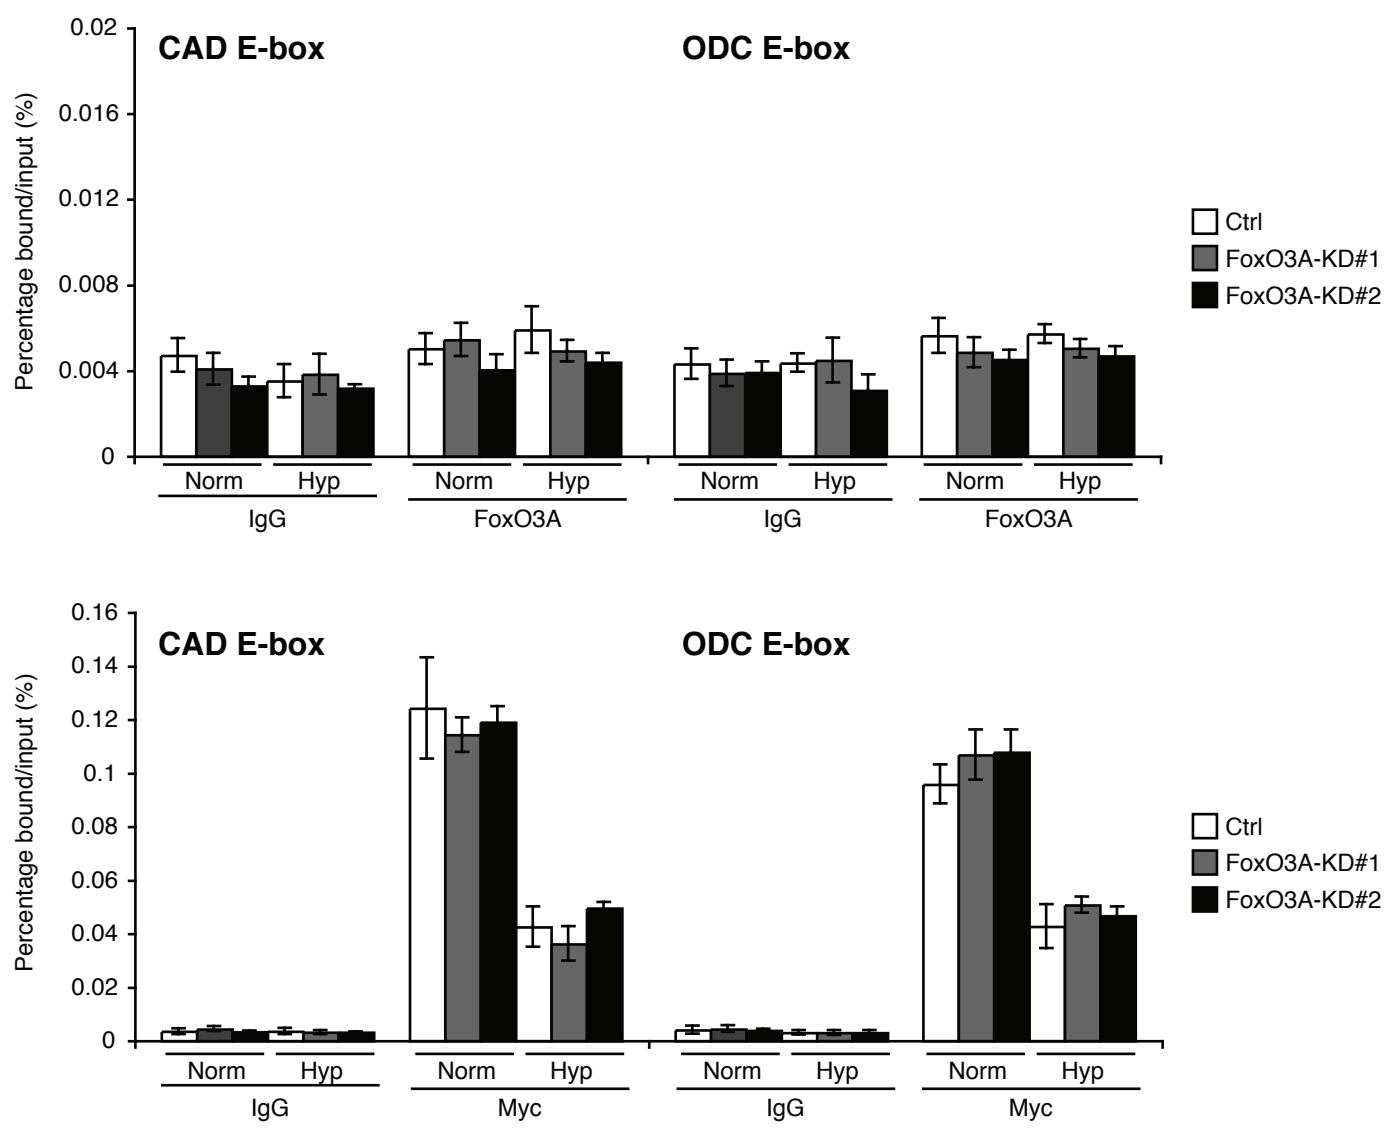 0.02
CAD E-box
ODC E-box
0.016
0.012
0.008
0.004
0
Percentage bound/input (%)
Ctrl
FoxO3A-KD#1
FoxO3A-KD#2
Norm Hyp Norm Hyp Norm Hyp Norm Hyp
IgG FoxO3A IgG FoxO3A
0.16
CAD E-box
ODC E-box
0.14
0.12
0.1
0.08
0.06
0.04
0.02
0
Percentage bound/input (%)
Ctrl
FoxO3A-KD#1
FoxO3A-KD#2
Norm Hyp Norm Hyp Norm Hyp Norm Hyp
IgG Myc IgG Myc